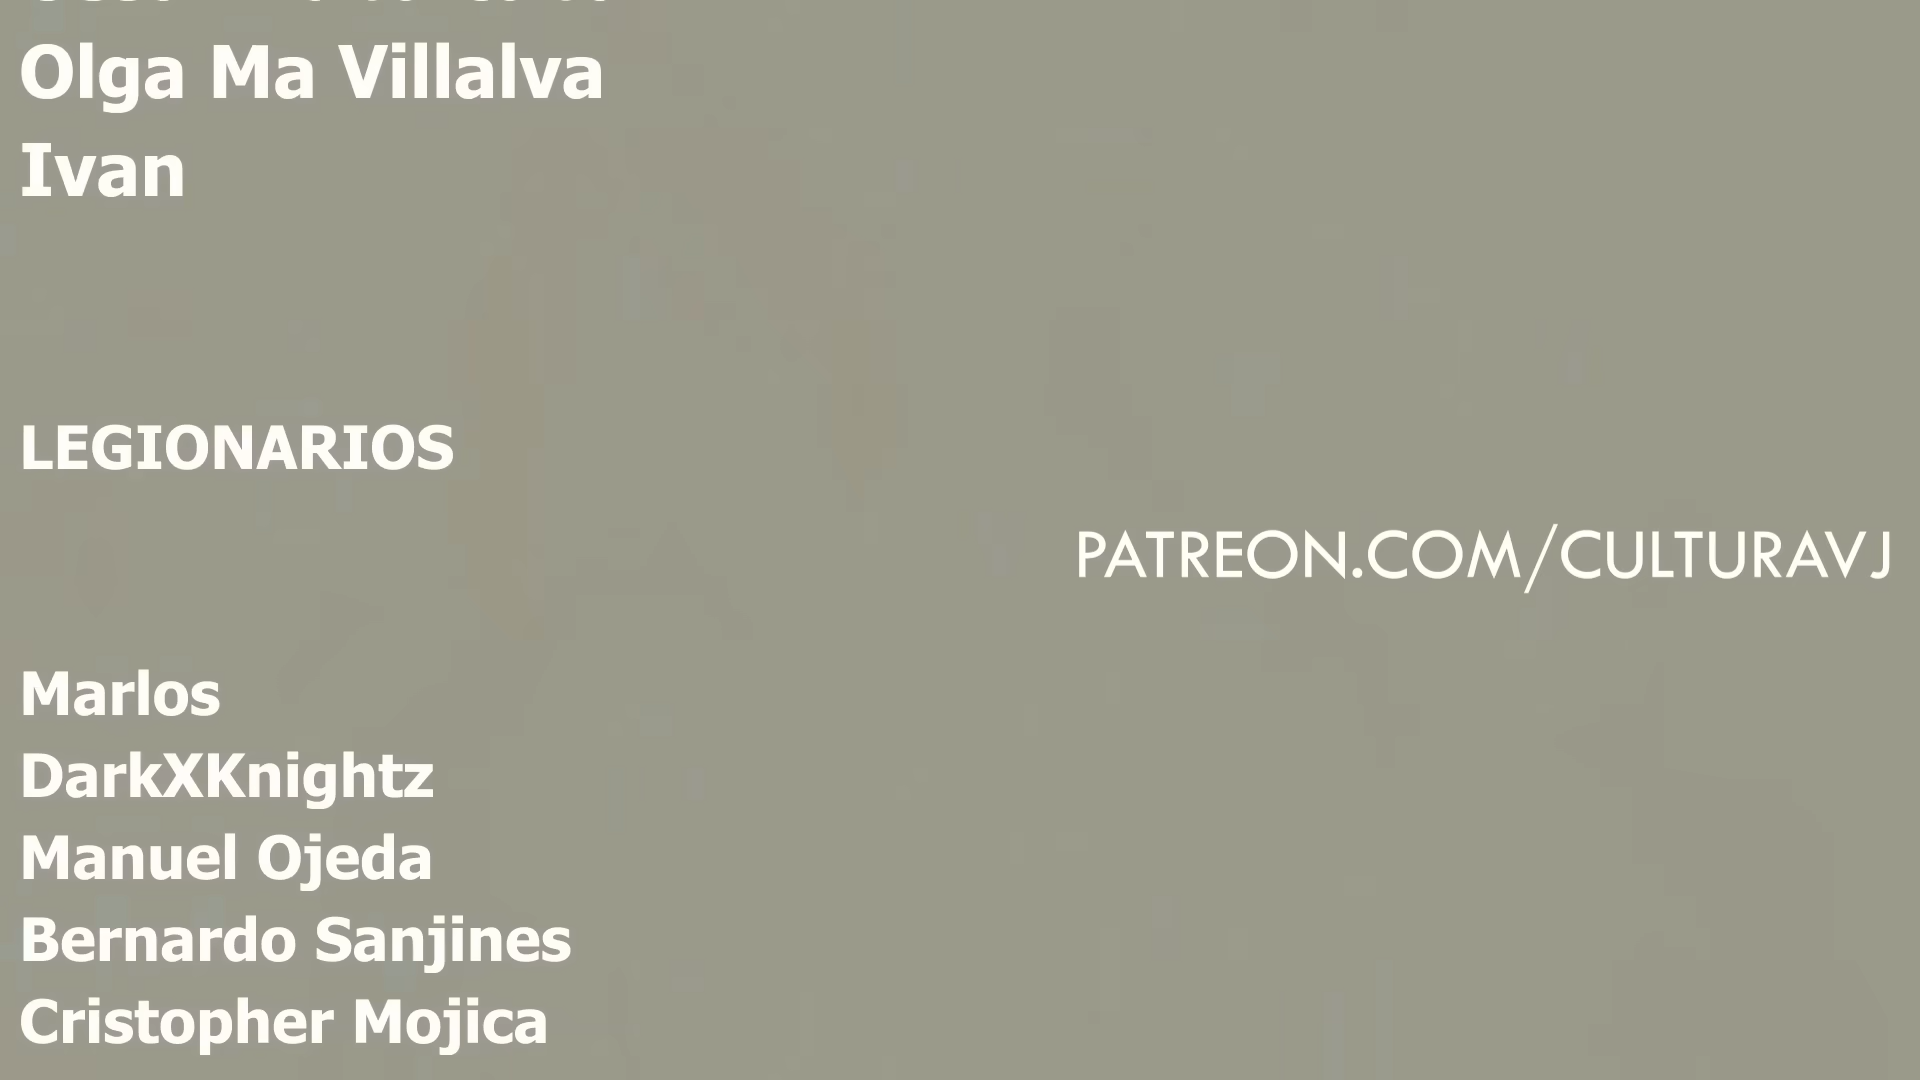 Olga Ma Villalva
Ivan
LEGIONARIOS
PATREON.COM/CULTURAVJ
Marlos
DarkXKnightz
Manuel Ojeda
Bernardo Sanjines
Cristopher Mojica